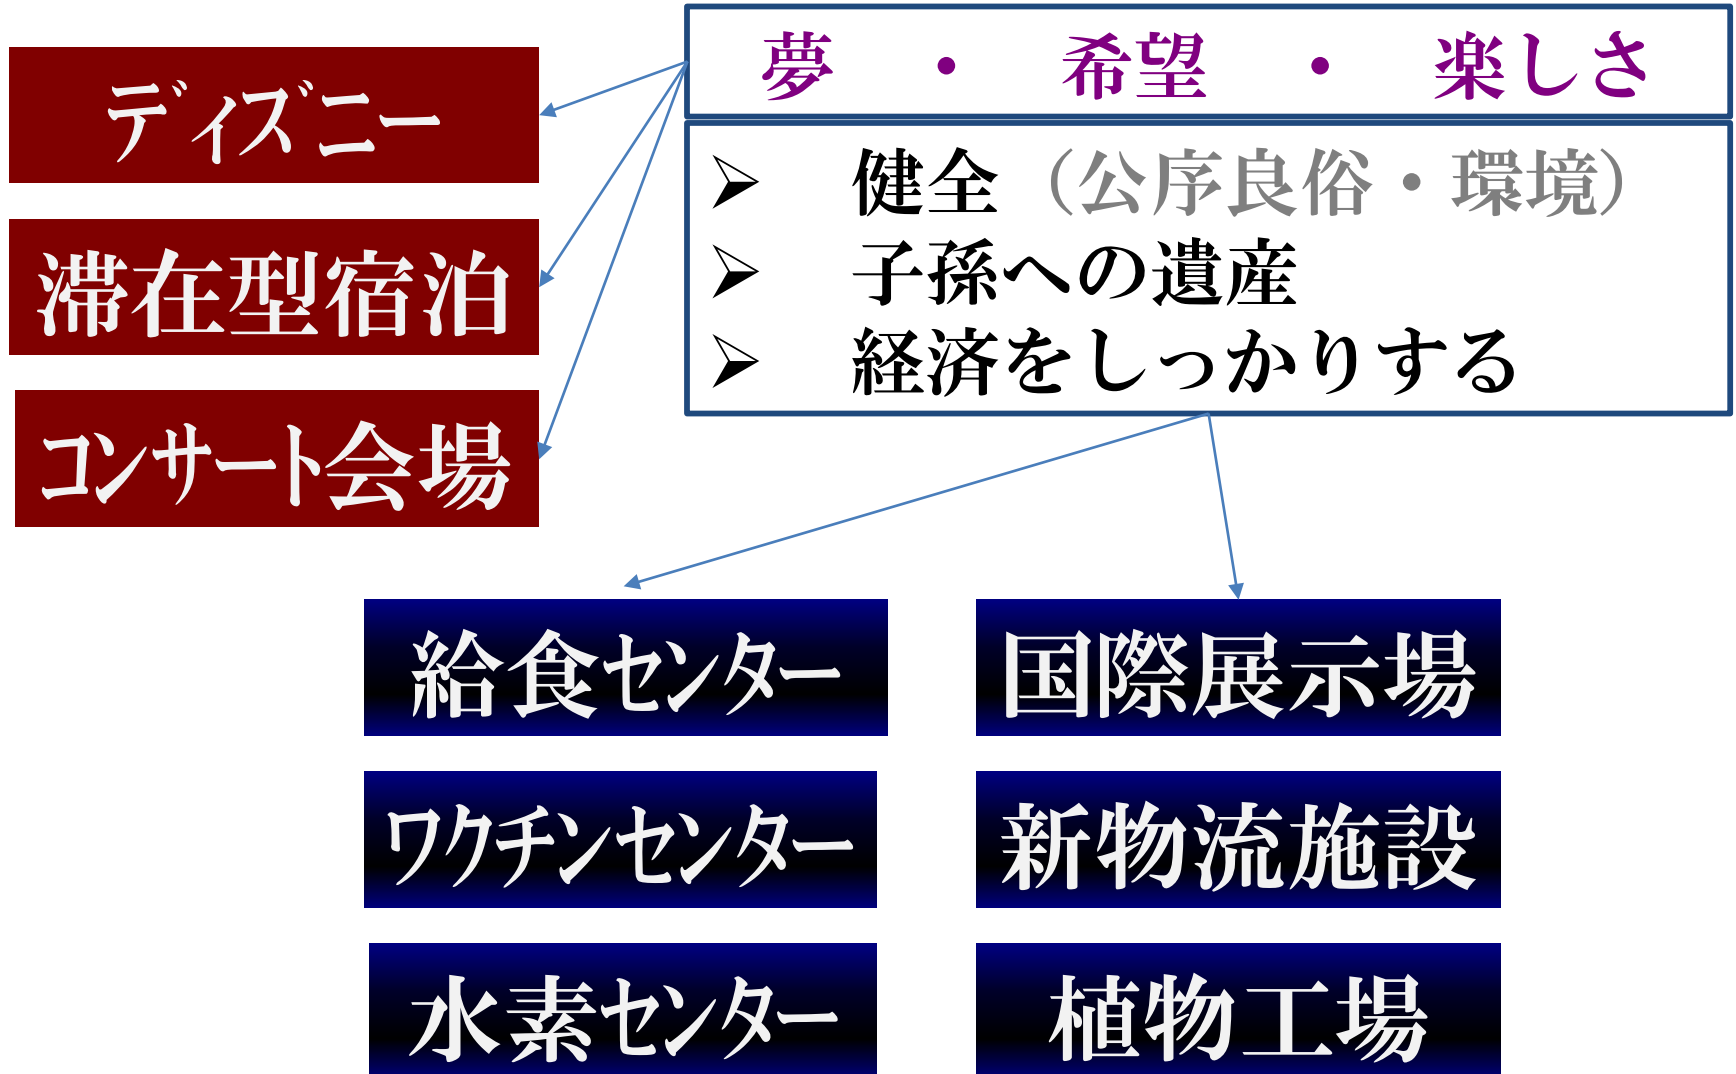 夢・希望・楽しさ
➢ 健全（公序良俗・環境）
➢ 子孫への遺産
➢ 経済をしっかりする
ディズニー
滞在型宿泊
コンサート会場
給食センター
国際展示場
ワクチンセンター
新物流施設
水素センター
植物工場